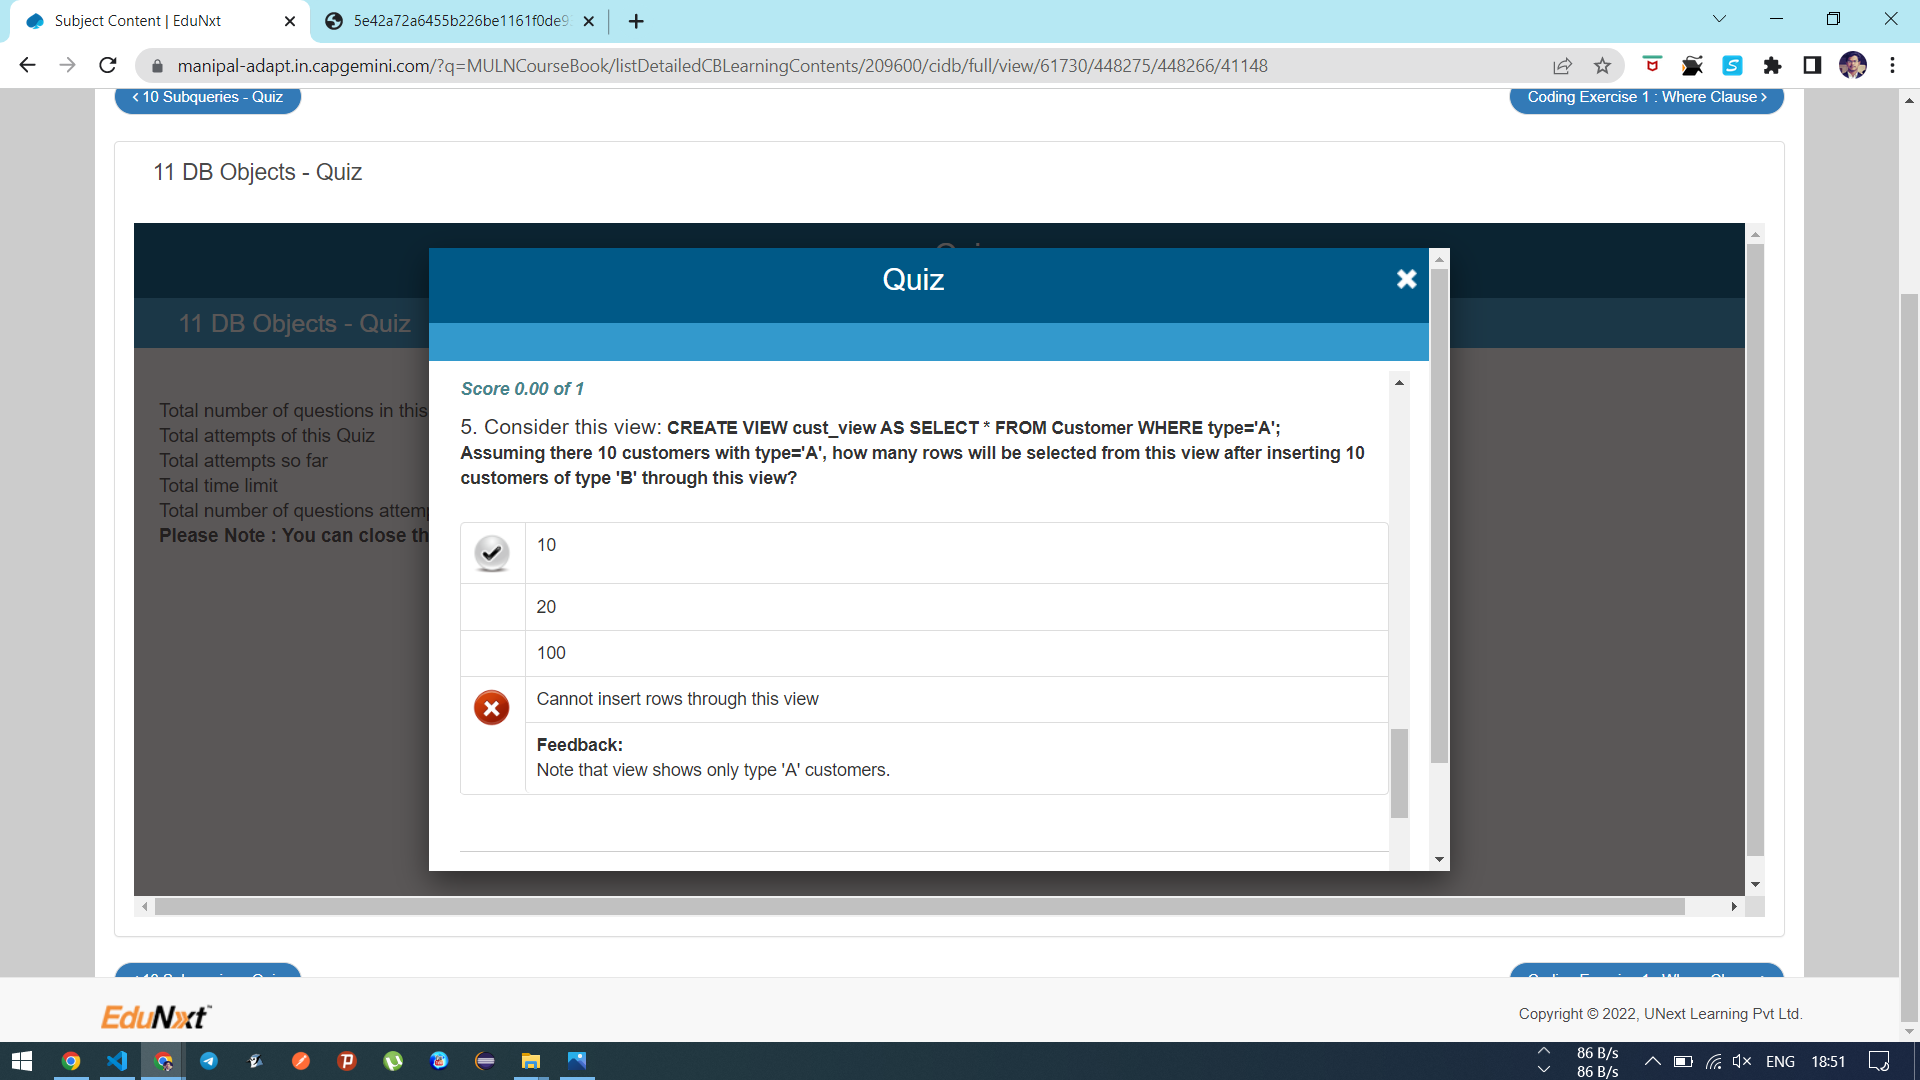 Subject Content | EduNxt
5e42a72a6455b226be1161f0de9
manipal-adapt.in.capgemini.com/?q=MULNCourseBook/listDetailedCBLearningContents/209600/cidb/full/view/61730/448275/448266/41148
< 10 Subqueries - Quiz
Coding Exercise 1 : Where Clause >
11 DB Objects - Quiz
Quiz
11 DB Objects - Quiz
Total number of questions in this
Total attempts of this Quiz
Total attempts so far
Total time limit
Total number of questions attem
Please Note : You can close th
Score 0.00 of 1
5. Consider this view: CREATE VIEW cust_view AS SELECT * FROM Customer WHERE type='A';
Assuming there 10 customers with type='A', how many rows will be selected from this view after inserting 10
customers of type 'B' through this view?
10
20
100
Cannot insert rows through this view
Feedback:
Note that view shows only type 'A' customers.
EduNxt
Copyright © 2022, UNext Learning Pvt Ltd.
86 B/s
86 B/s
ENG
18:51